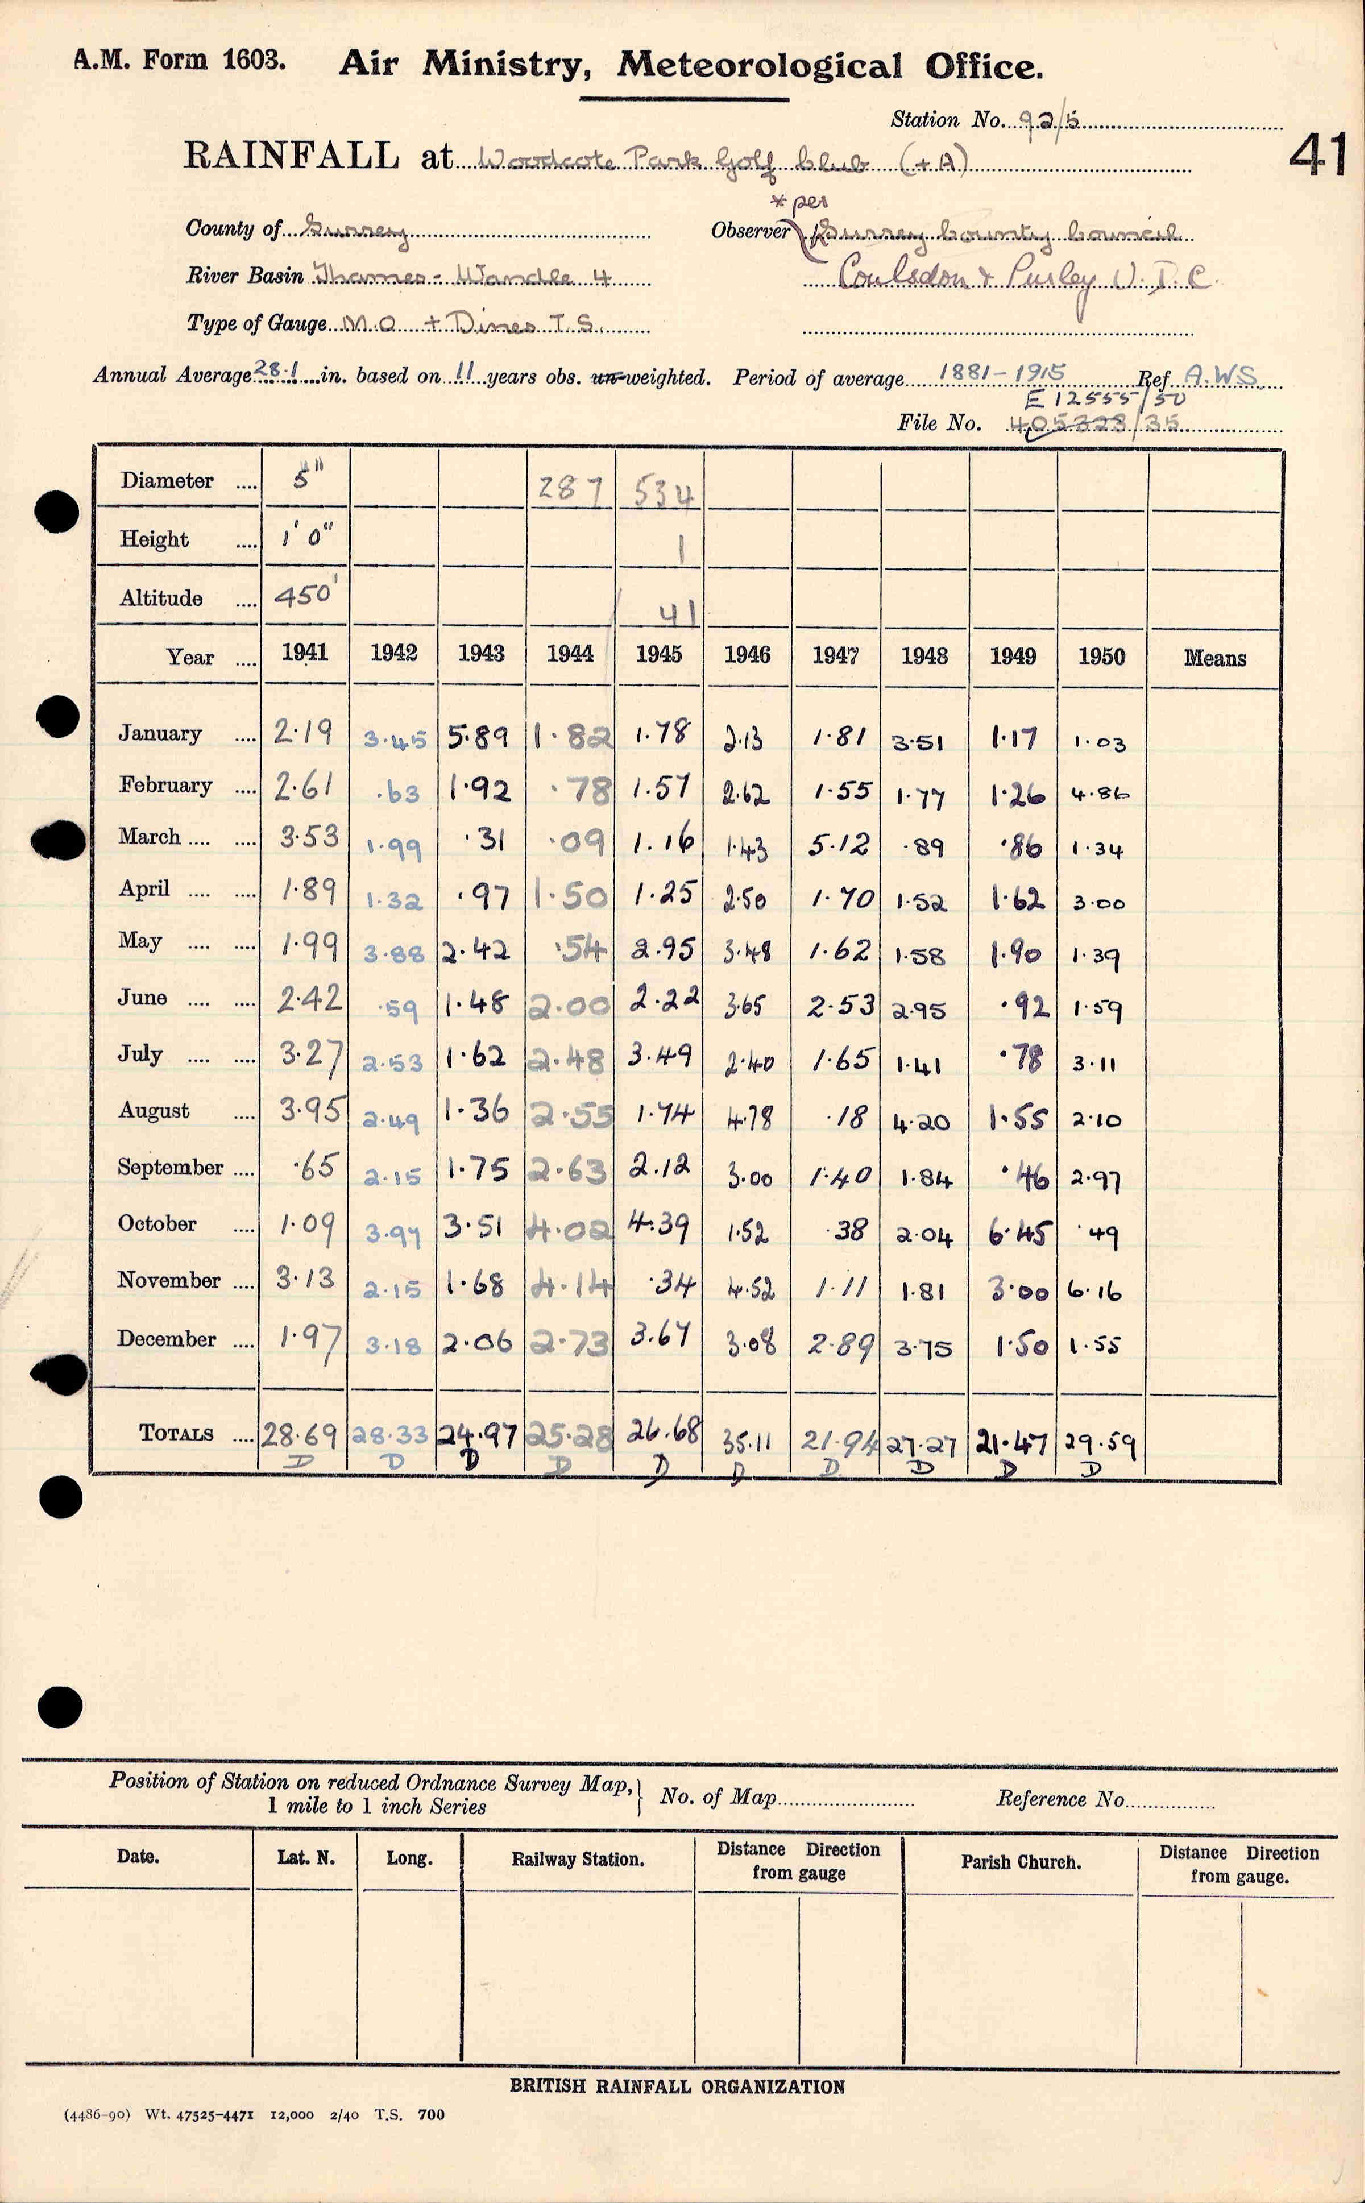 A.M. Form 1603. Air Ministry, Meteorological Office.
Station No. 92/5
41
RAINFALL at Woodcote Park Golf Club (+A)
* per
County of Surrey Observer Surrey County Council
River Basin Thames - Wandle 4 Coulsdon & Purley U.D.C.
Type of Gauge M.O + Dines T.S.
Annual Average 28.1 in. based on 11 years obs. un-weighted. Period of average 1881-1915 Ref A.W.S.
E 12555/50
File No. 405328/35
Diameter .... 5" 287 534
Height .... 1' 0" 1
Altitude .... 450' 41
Year .... 1941 1942 1943 1944 1945 1946 1947 1948 1949 1950 Means
January .... 2.19 3.45 5.89 1.82 1.78 2.13 1.81 3.51 1.17 1.03
February .... 2.61 .63 1.92 .78 1.57 2.62 1.55 1.77 1.26 4.86
March .... .... 3.53 1.99 .31 .09 1.16 1.43 5.12 .89 .86 1.34
April .... .... 1.89 1.32 .97 1.50 1.25 2.50 1.70 1.52 1.62 3.00
May .... .... 1.99 3.88 2.42 .54 2.95 3.48 1.62 1.58 1.90 1.39
June .... .... 2.42 .59 1.48 2.00 2.22 3.65 2.53 2.95 .92 1.59
July .... .... 3.27 2.53 1.62 2.48 3.49 2.40 1.65 1.41 .78 3.11
August .... 3.95 2.49 1.36 2.55 1.74 4.78 .18 4.20 1.55 2.10
September .... .65 2.15 1.75 2.63 2.12 3.00 1.40 1.84 .46 2.97
October .... 1.09 3.97 3.51 4.02 4.39 1.52 .38 2.04 6.45 .49
November .... 3.13 2.15 1.68 4.14 .34 4.52 1.11 1.81 3.00 6.16
December .... 1.97 3.18 2.06 2.73 3.67 3.08 2.89 3.75 1.50 1.55
TOTALS .... 28.69 28.33 24.97 25.28 26.68 35.11 21.94 27.27 21.47 29.59
D D D D D D D D D D
Position of Station on reduced Ordnance Survey Map, } No. of Map Reference No.
1 mile to 1 inch Series
Date. Lat. N. Long. Railway Station. Distance from gauge Direction Parish Church. Distance Direction from gauge.
BRITISH RAINFALL ORGANIZATION
(4486-90) Wt. 47525-4471 12,000 2/40 T.S. 700